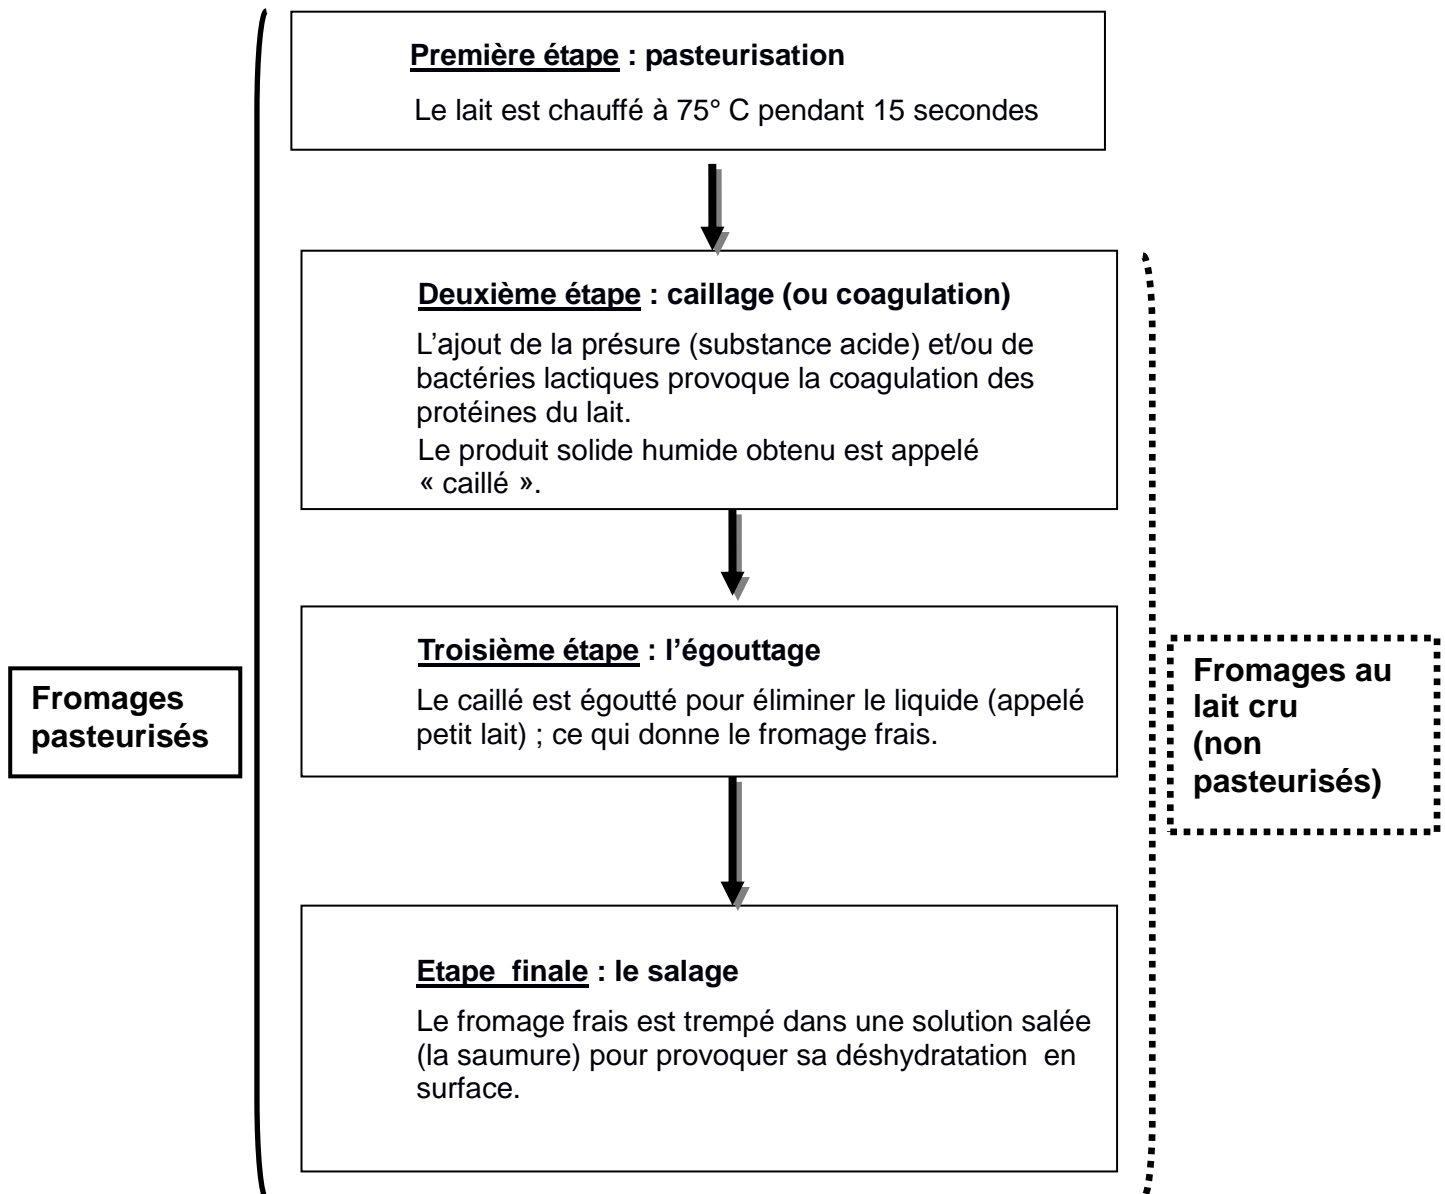 Première étape : pasteurisation
Le lait est chauffé à 75° C pendant 15 secondes
Deuxième étape : caillage (ou coagulation)
L’ajout de la présure (substance acide) et/ou de
bactéries lactiques provoque la coagulation des
protéines du lait.
Le produit solide humide obtenu est appelé
« caillé ».
Troisième étape : l’égouttage
Le caillé est égoutté pour éliminer le liquide (appelé
petit lait) ; ce qui donne le fromage frais.
Fromages
pasteurisés
Fromages au
lait cru
(non
pasteurisés)
Etape finale : le salage
Le fromage frais est trempé dans une solution salée
(la saumure) pour provoquer sa déshydratation en
surface.